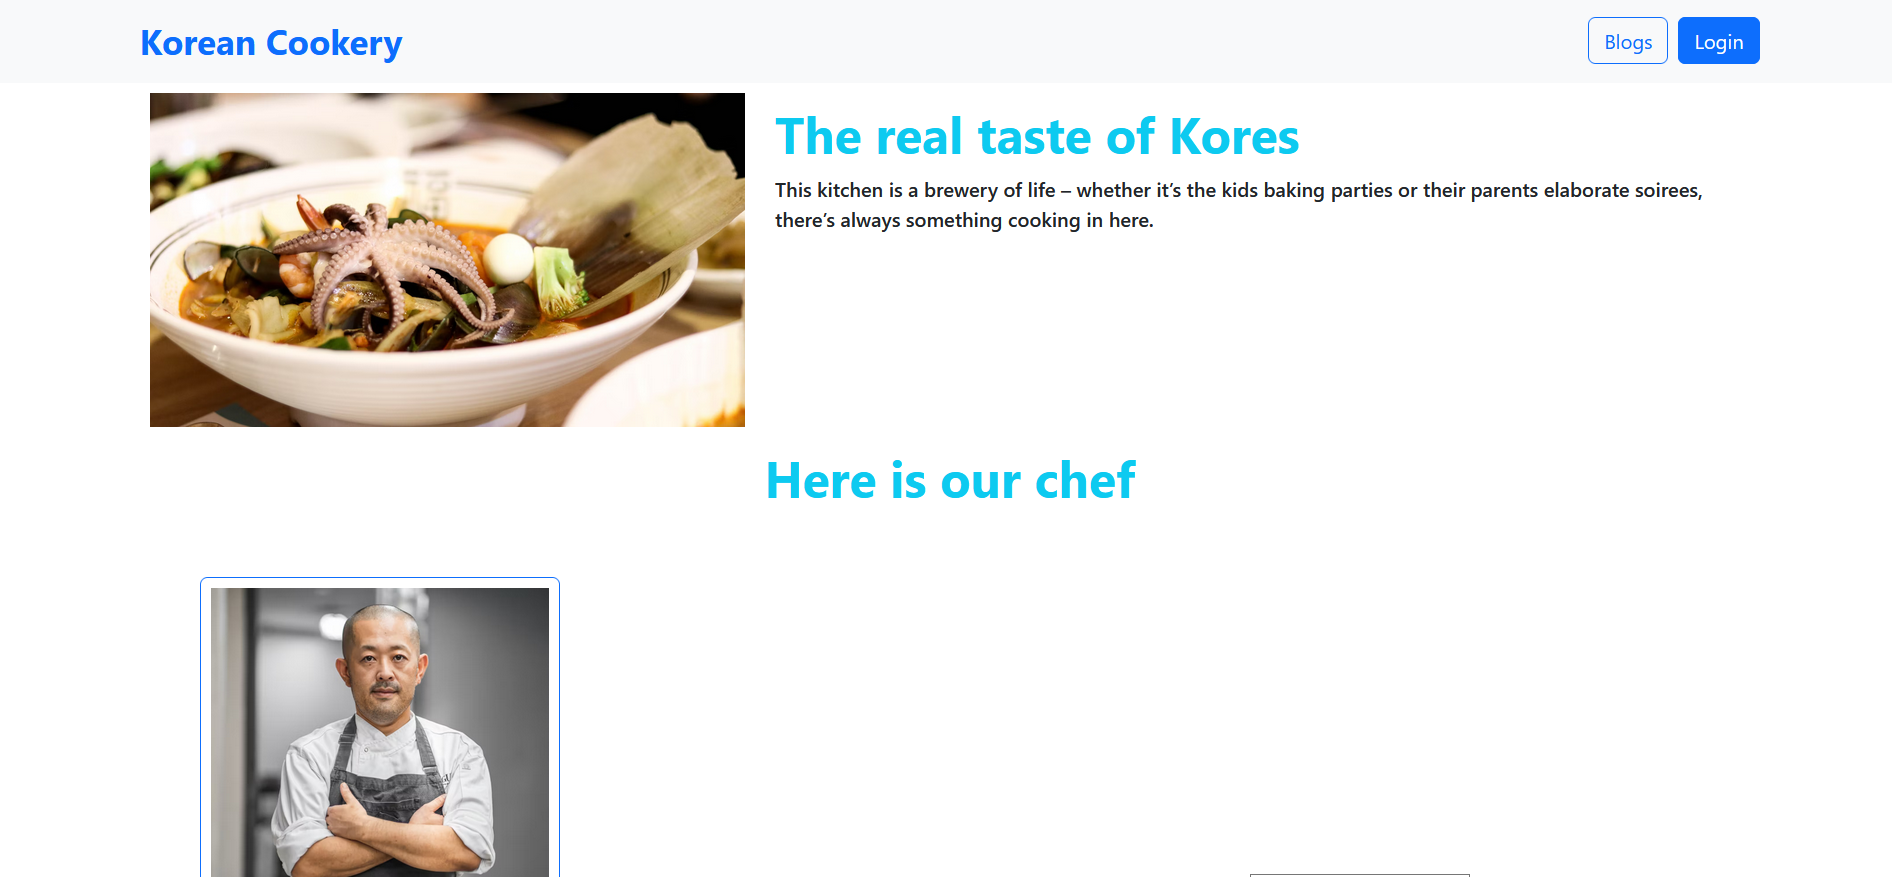 Korean Cookery
Blogs
Login
The real taste of Kores
This kitchen is a brewery of life – whether it’s the kids baking parties or their parents elaborate soirees,
there’s always something cooking in here.
Here is our chef